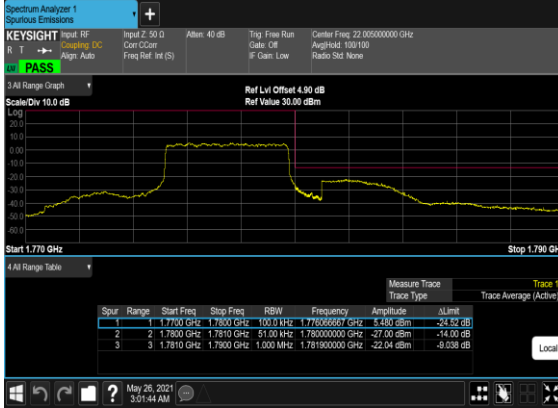 Spectrum Analyzer 1
Spurious Emissions
KEYSIGHT Input: RF Input Z: 50 Ω Atten: 40 dB Trig: Free Run Center Freq: 22.005000000 GHz
R T Coupling: DC Corr CCorr Gate: Off Avg|Hold: 100/100
Align: Auto Freq Ref: Int (S) IF Gain: Low Radio Std: None
PASS
3 All Range Graph
Ref Lvl Offset 4.90 dB
Scale/Div 10.0 dB Ref Value 30.00 dBm
Log
20.0
10.0
0.00
-10.0
-20.0
-30.0
-40.0
-50.0
-60.0
Start 1.770 GHz Stop 1.790 GH
4 All Range Table
Measure Trace Trace 1
Trace Type Trace Average (Active)
Spur Range Start Freq Stop Freq RBW Frequency Amplitude ΔLimit
1 1 1.7700 GHz 1.7800 GHz 100.0 kHz 1.776066667 GHz 5.480 dBm -24.52 dB
2 2 1.7800 GHz 1.7810 GHz 51.00 kHz 1.780000000 GHz -27.00 dBm -14.00 dB
3 3 1.7810 GHz 1.7900 GHz 1.000 MHz 1.781900000 GHz -22.04 dBm -9.038 dB
Local
? May 26, 2021
3:01:44 AM